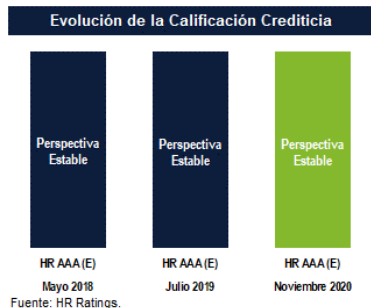 Evolución de la Calificación Crediticia
Perspectiva Estable
Perspectiva Estable
Perspectiva Estable
HR AAA (E)
HR AAA (E)
HR AAA (E)
Mayo 2018
Julio 2019
Noviembre 2020
Fuente: HR Ratings.